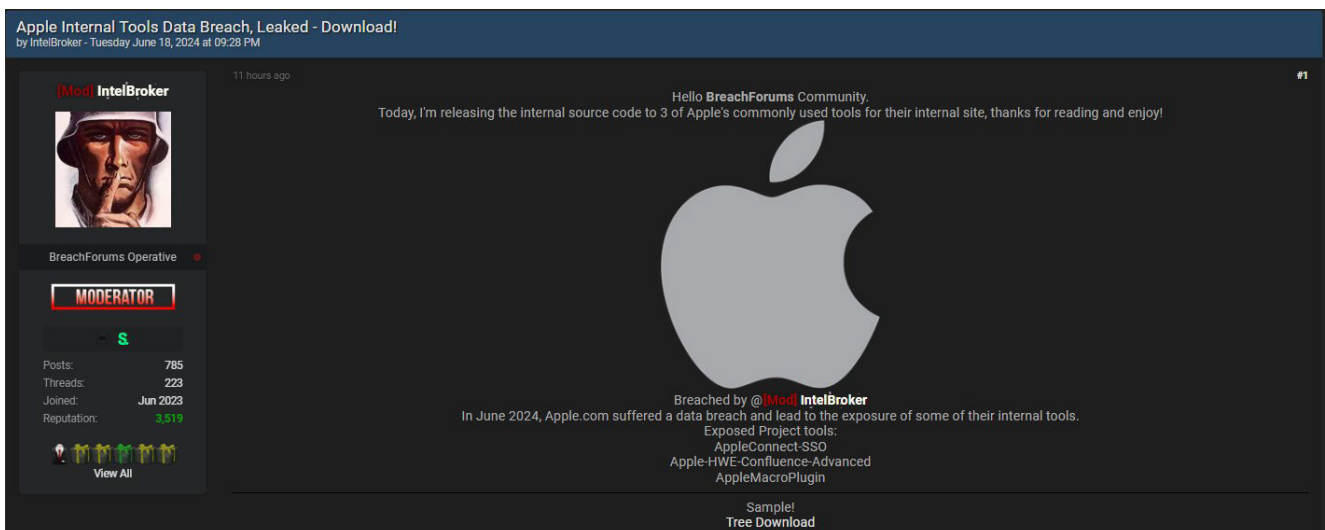 Apple Internal Tools Data Breach, Leaked - Download!
by IntelBroker - Tuesday June 18, 2024 at 09:28 PM
[Mod] IntelBroker
BreachForums Operative
MODERATOR
S
Posts: 785
Threads: 223
Joined: Jun 2023
Reputation: 3,519
View All
11 hours ago
#1
Hello BreachForums Community.
Today, I'm releasing the internal source code to 3 of Apple's commonly used tools for their internal site, thanks for reading and enjoy!
Breached by @[Mod] IntelBroker
In June 2024, Apple.com suffered a data breach and lead to the exposure of some of their internal tools.
Exposed Project tools:
AppleConnect-SSO
Apple-HWE-Confluence-Advanced
AppleMacroPlugin
Sample!
Tree Download